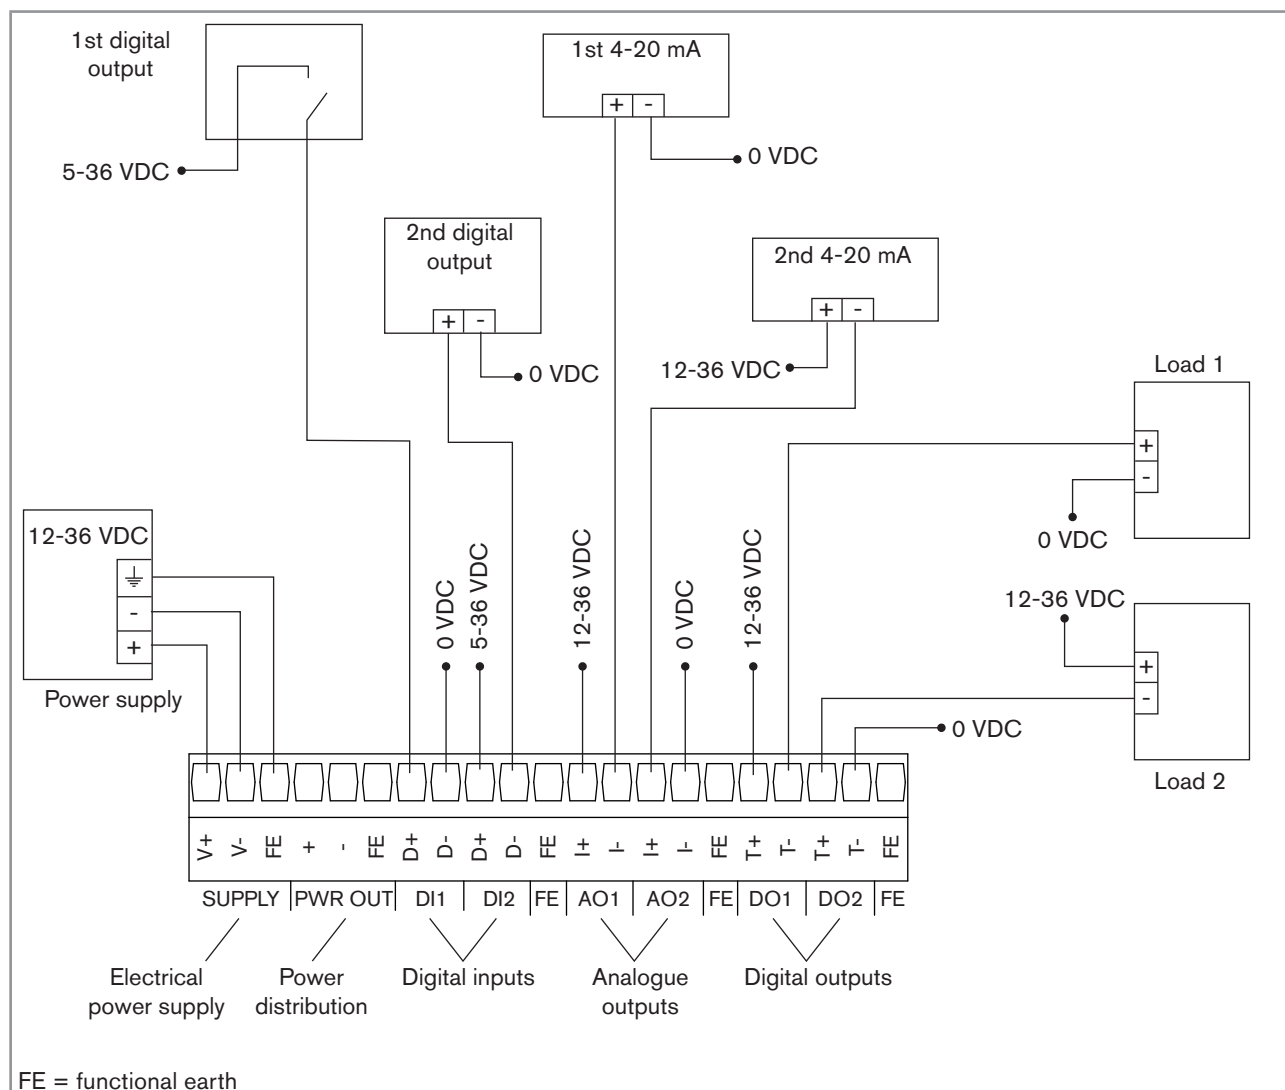 1st digital
output
5-36 VDC
1st 4-20 mA
+ -
0 VDC
2nd digital
output
+ -
0 VDC
2nd 4-20 mA
+ -
12-36 VDC
Load 1
+
-
0 VDC
12-36 VDC
-
+
Power supply
0 VDC
5-36 VDC
12-36 VDC
0 VDC
12-36 VDC
12-36 VDC
+
-
0 VDC
Load 2
V+ V- FE + - FE D+ D- D+ D- FE I+ I- I+ I- FE T+ T- T+ T- FE
SUPPLY PWR OUT DI1 DI2 FE AO1 AO2 FE DO1 DO2 FE
Electrical
power supply
Power
distribution
Digital inputs
Analogue
outputs
Digital outputs
FE = functional earth